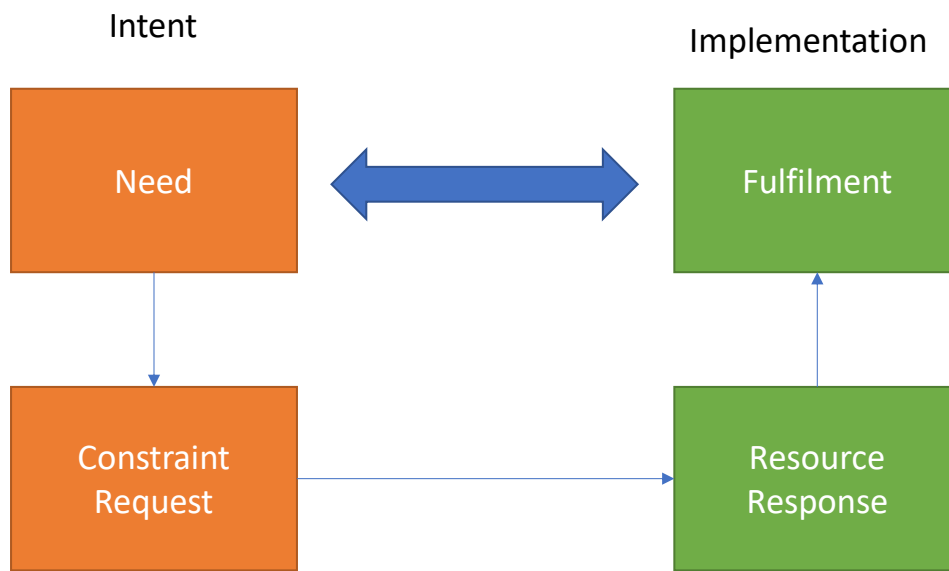 Intent
Implementation
Need
Fulfilment
Constraint
Request
Resource
Response